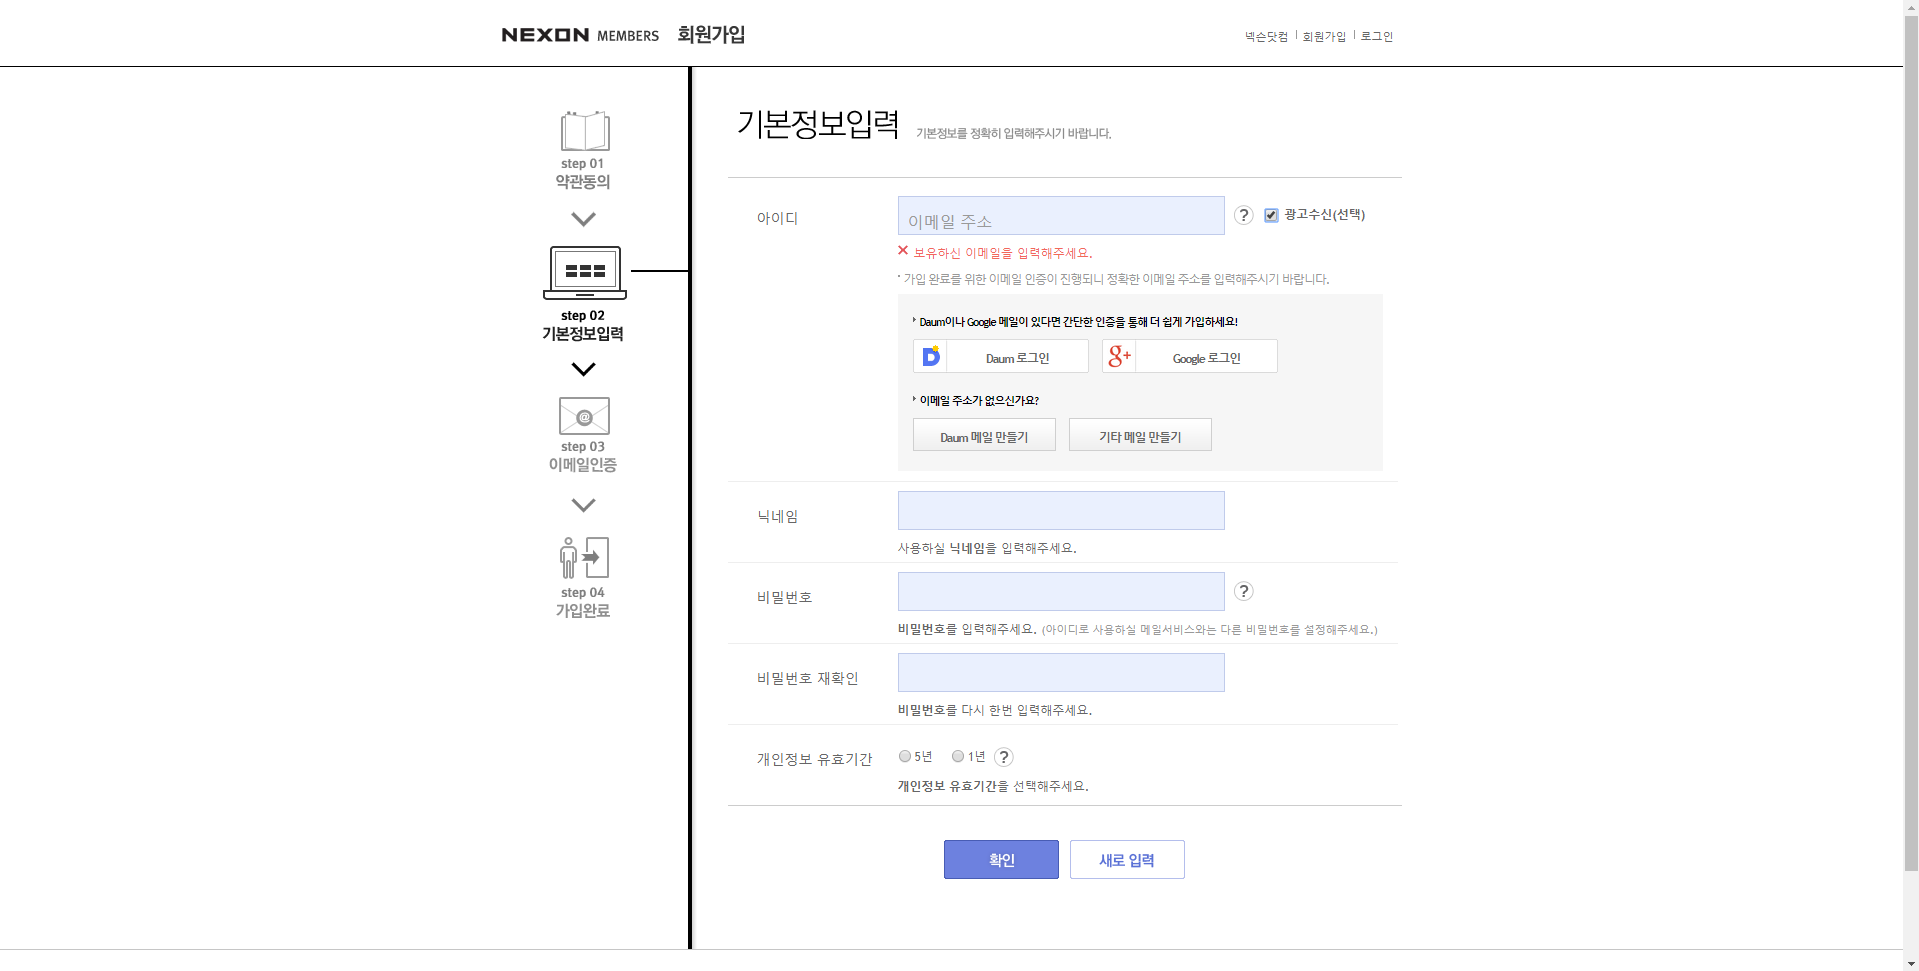 NEXON MEMBERS 회원가입
넥슨닷컴 | 회원가입 | 로그인
step 01
약관동의
step 02
기본정보입력
@
step 03
이메일인증
step 04
가입완료
기본정보입력 기본정보를 정확히 입력해주시기 바랍니다.
아이디
이메일 주소
? 광고수신(선택)
✕ 보유하신 이메일을 입력해주세요.
· 가입 완료를 위한 이메일 인증이 진행되니 정확한 이메일 주소를 입력해주시기 바랍니다.
Daum이나 Google 메일이 있다면 간단한 인증을 통해 더 쉽게 가입하세요!
D Daum 로그인
g+ Google 로그인
이메일 주소가 없으신가요?
Daum 메일 만들기
기타 메일 만들기
닉네임
사용하실 닉네임을 입력해주세요.
비밀번호
?
비밀번호를 입력해주세요. (아이디로 사용하실 메일서비스와는 다른 비밀번호를 설정해주세요.)
비밀번호 재확인
비밀번호를 다시 한번 입력해주세요.
개인정보 유효기간
5년 1년 ?
개인정보 유효기간을 선택해주세요.
확인
새로 입력